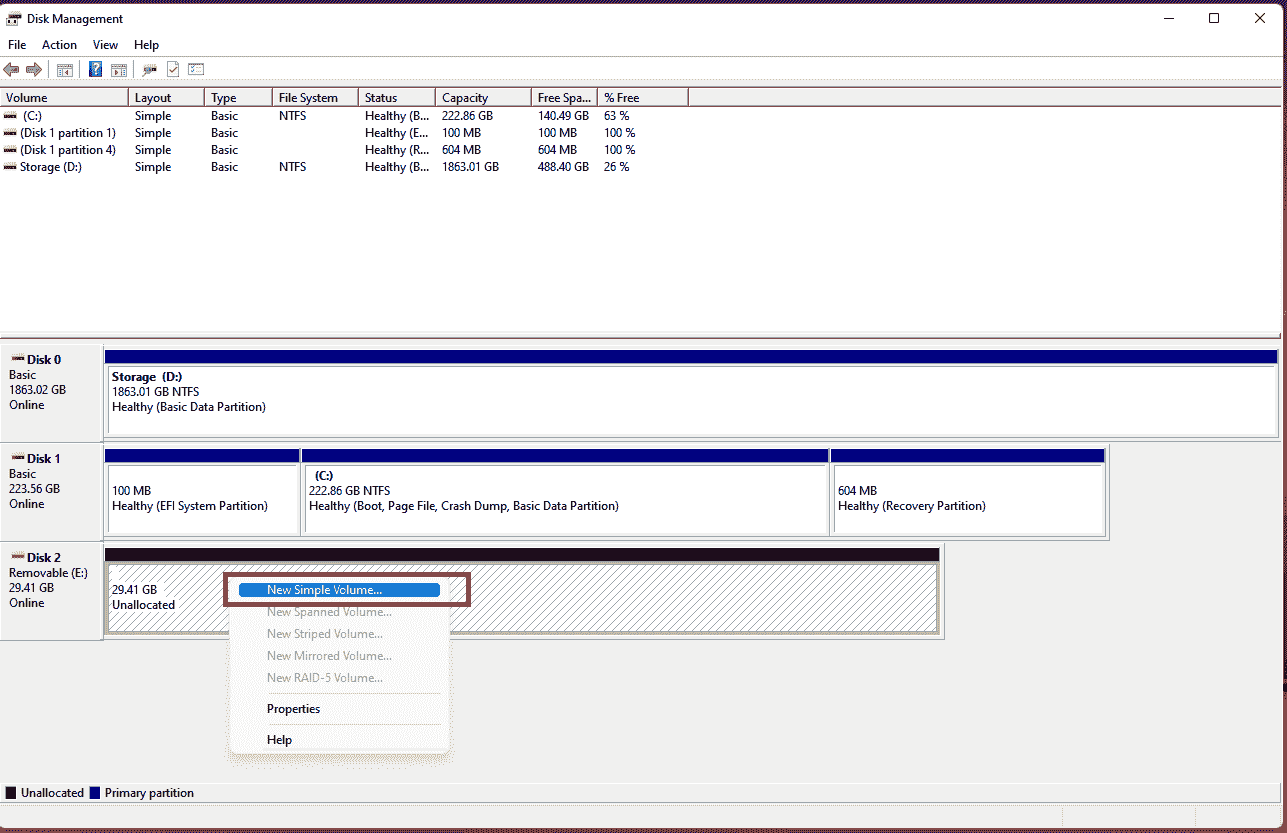 Disk Management
File Action View Help
Volume Layout Type File System Status Capacity Free Spa... % Free
(C:) Simple Basic NTFS Healthy (B... 222.86 GB 140.49 GB 63 %
(Disk 1 partition 1) Simple Basic Healthy (E... 100 MB 100 MB 100 %
(Disk 1 partition 4) Simple Basic Healthy (R... 604 MB 604 MB 100 %
Storage (D:) Simple Basic NTFS Healthy (B... 1863.01 GB 488.40 GB 26 %
Disk 0
Basic
1863.02 GB
Online
Storage (D:)
1863.01 GB NTFS
Healthy (Basic Data Partition)
Disk 1
Basic
223.56 GB
Online
100 MB
Healthy (EFI System Partition)
(C:)
222.86 GB NTFS
Healthy (Boot, Page File, Crash Dump, Basic Data Partition)
604 MB
Healthy (Recovery Partition)
Disk 2
Removable (E:)
29.41 GB
Online
29.41 GB
Unallocated
New Simple Volume...
New Spanned Volume...
New Striped Volume...
New Mirrored Volume...
New RAID-5 Volume...
Properties
Help
Unallocated Primary partition